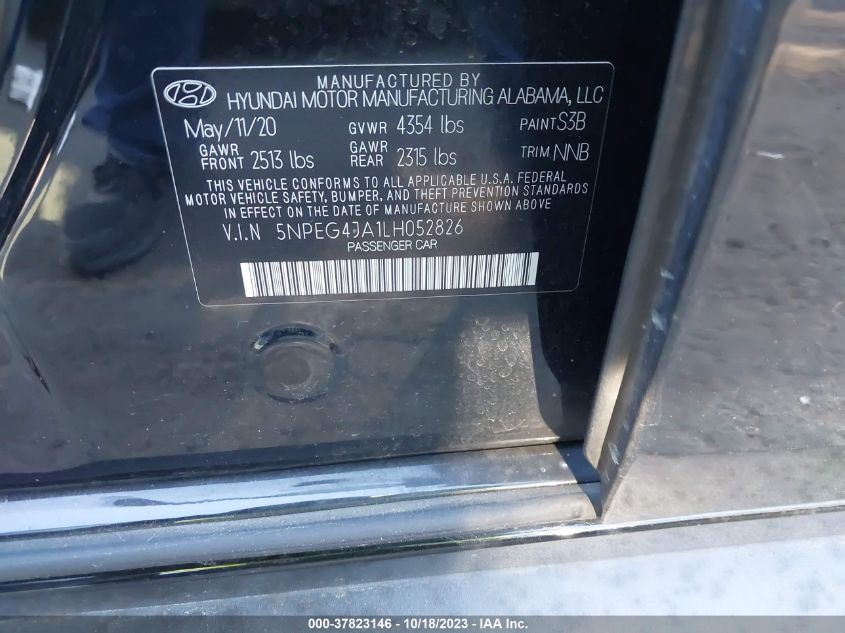 MANUFACTURED BY
HYUNDAI MOTOR MANUFACTURING ALABAMA, LLC
May/11/20 GVWR 4354 lbs PAINT S3B
GAWR FRONT 2513 lbs GAWR REAR 2315 lbs TRIM NNB
THIS VEHICLE CONFORMS TO ALL APPLICABLE U.S.A. FEDERAL
MOTOR VEHICLE SAFETY, BUMPER, AND THEFT PREVENTION STANDARDS
IN EFFECT ON THE DATE OF MANUFACTURE SHOWN ABOVE
V.I.N 5NPEG4JA1LH052826
PASSENGER CAR
000-37823146 - 10/18/2023 - IAA Inc.